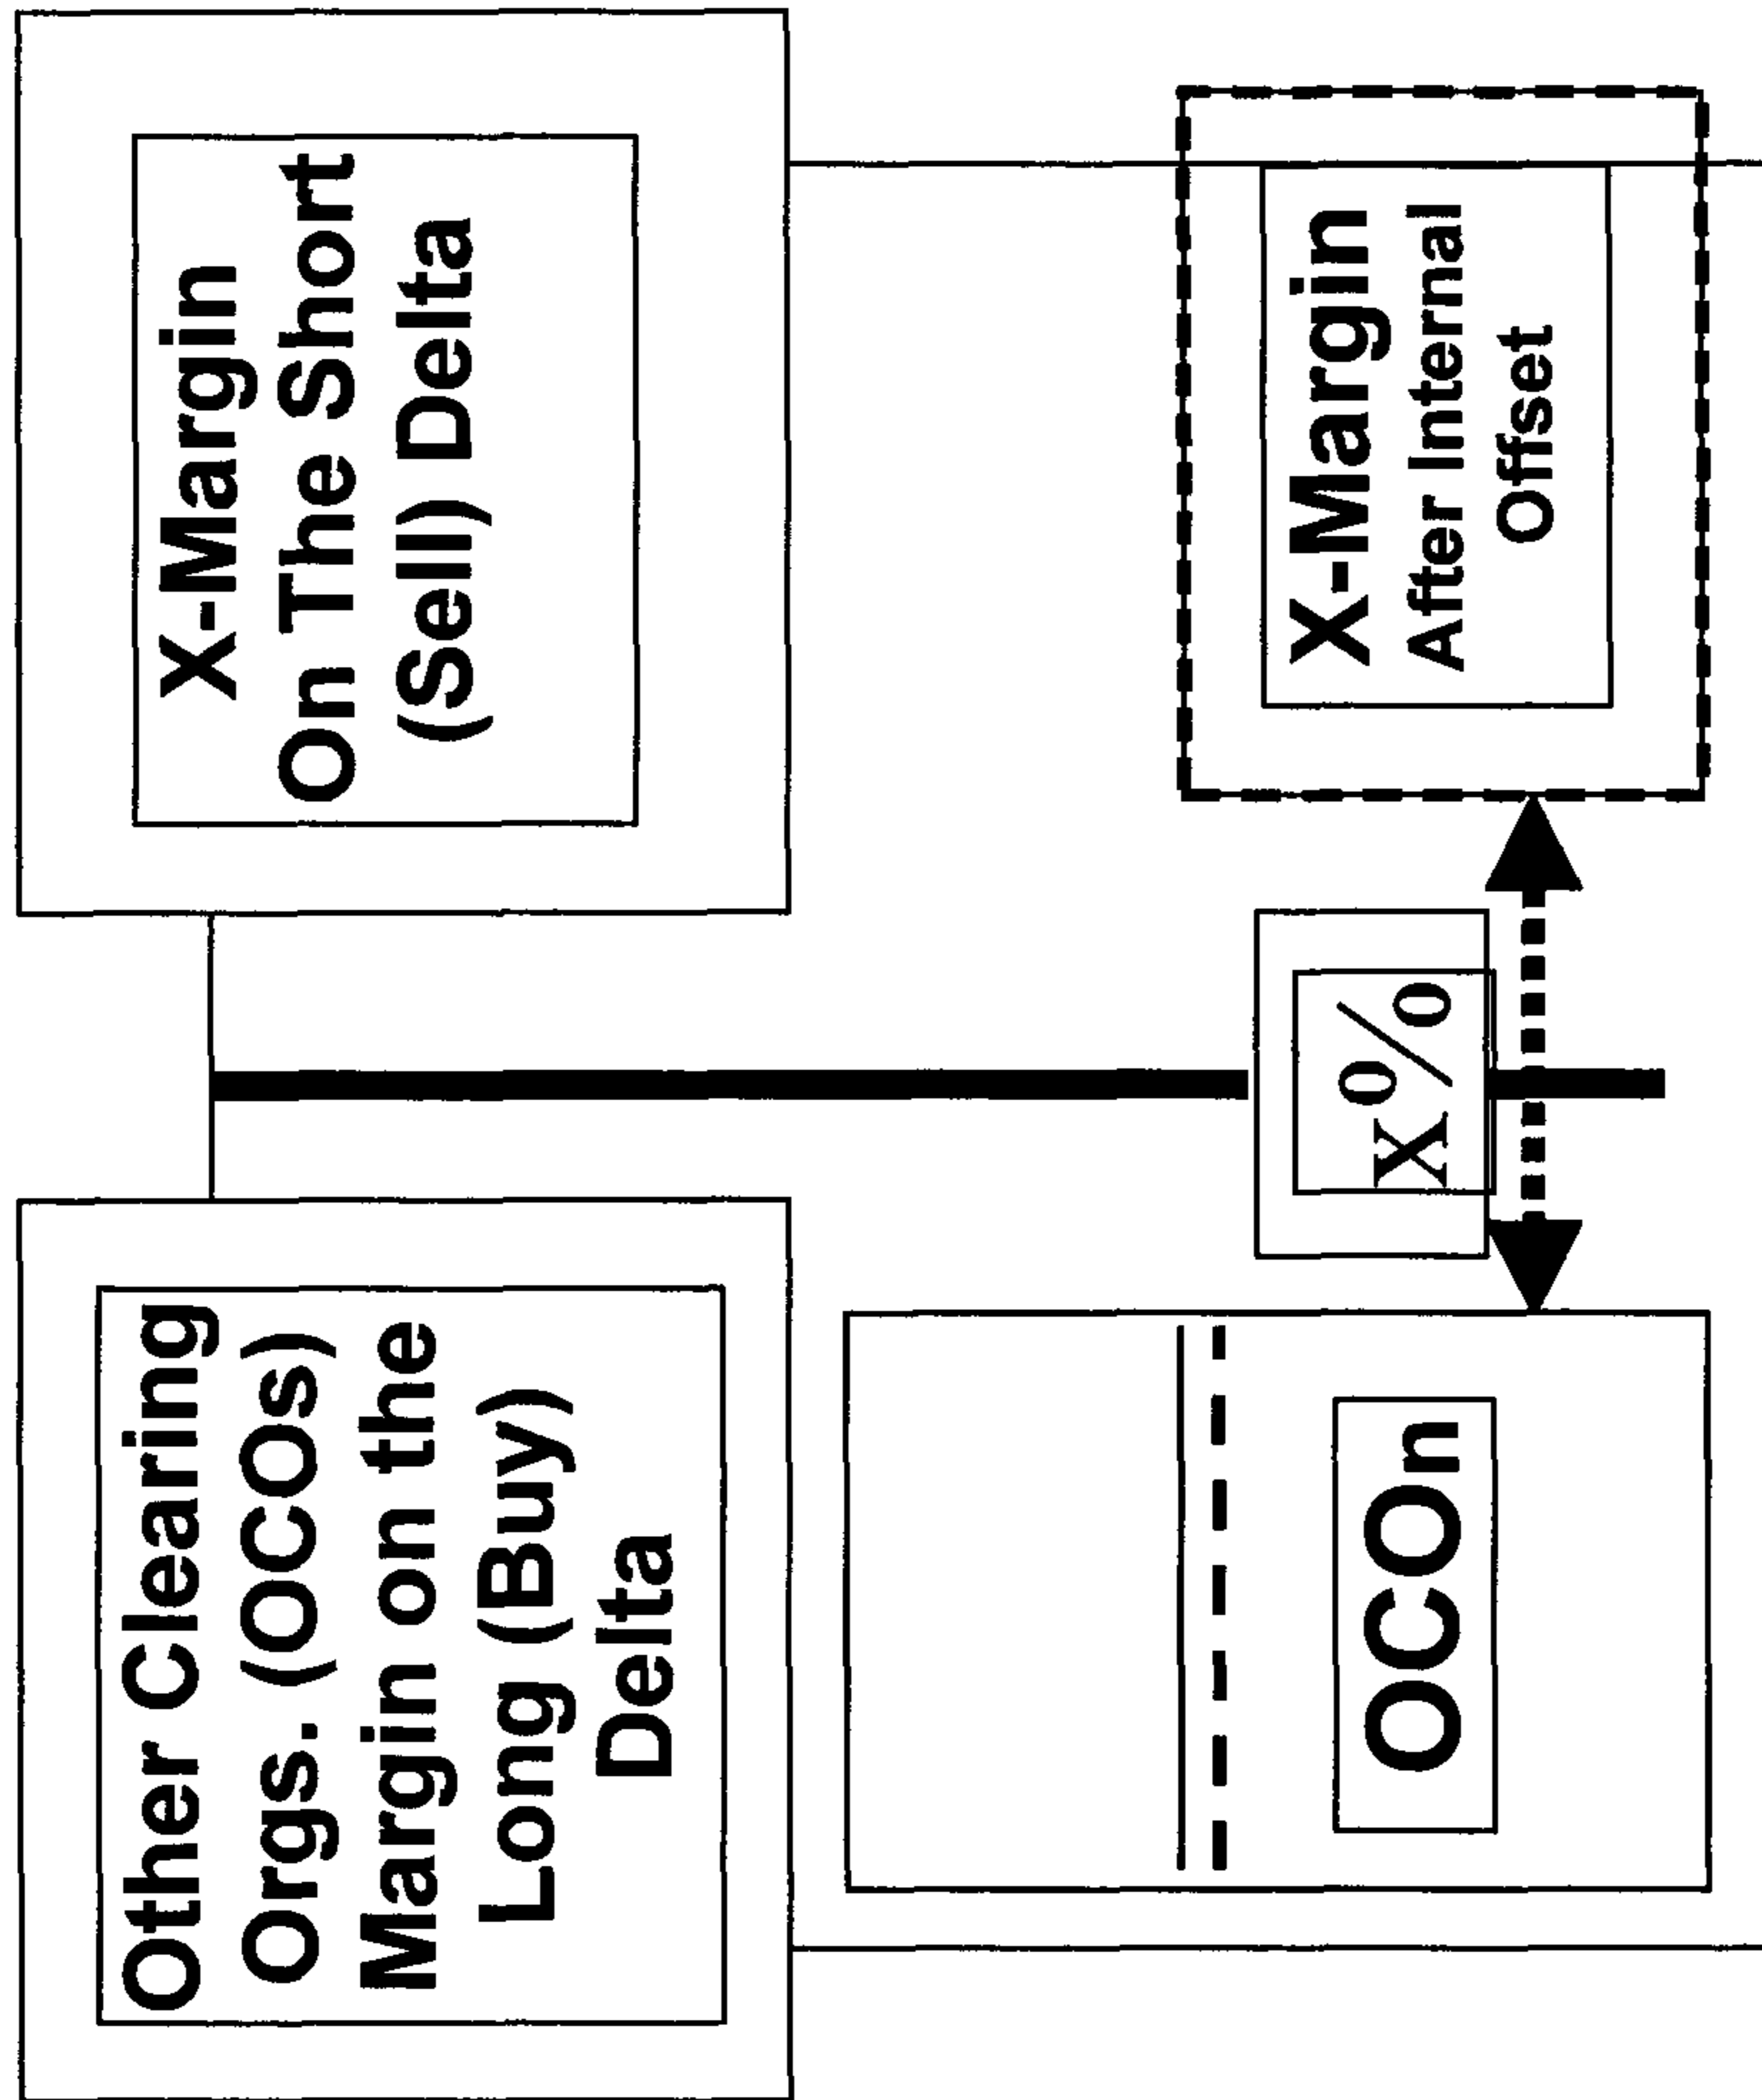 Other Clearing
Orgs. (OCOs)
Margin on the
Long (Buy)
Delta
X-Margin
On The Short
(Sell) Delta
OCOn
x%
X-Margin
After Internal
Offset